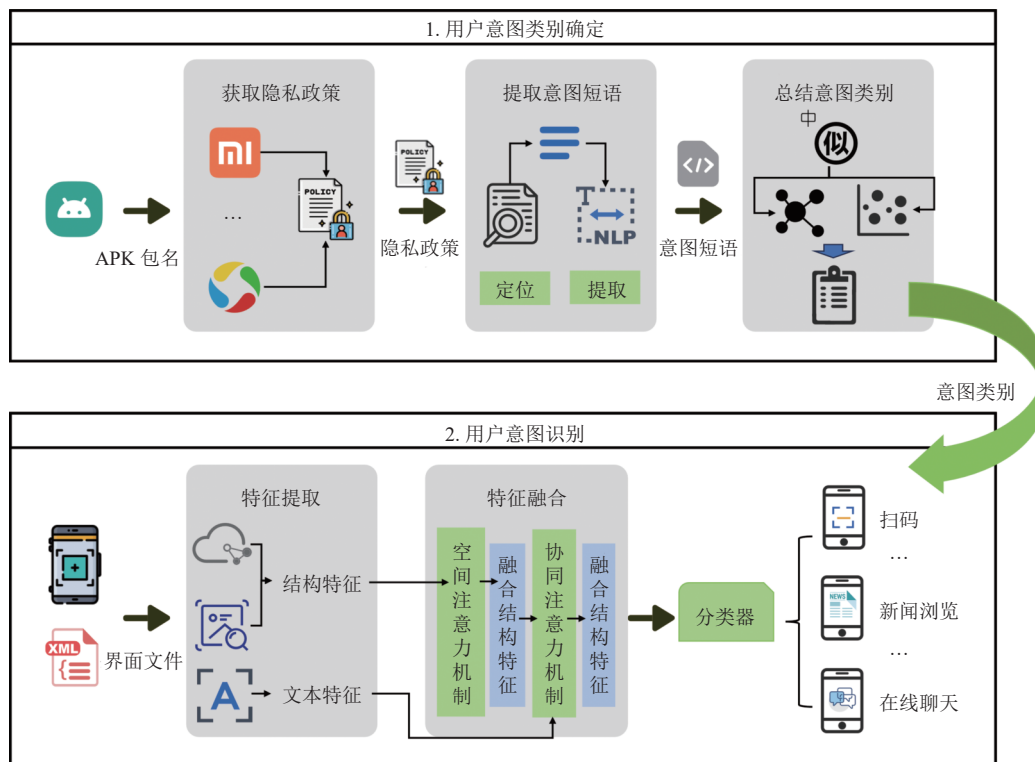 1. 用户意图类别确定
获取隐私政策
提取意图短语
总结意图类别
中
似
POLICY
POLICY
</>
…
T
NLP
APK 包名
隐私政策
意图短语
定位
提取
意图类别
2. 用户意图识别
特征提取
特征融合
结构特征
空间注意力机制
融合结构特征
协同注意力机制
融合结构特征
分类器
扫码
…
NEWS
新闻浏览
…
在线聊天
XML
界面文件
A
文本特征